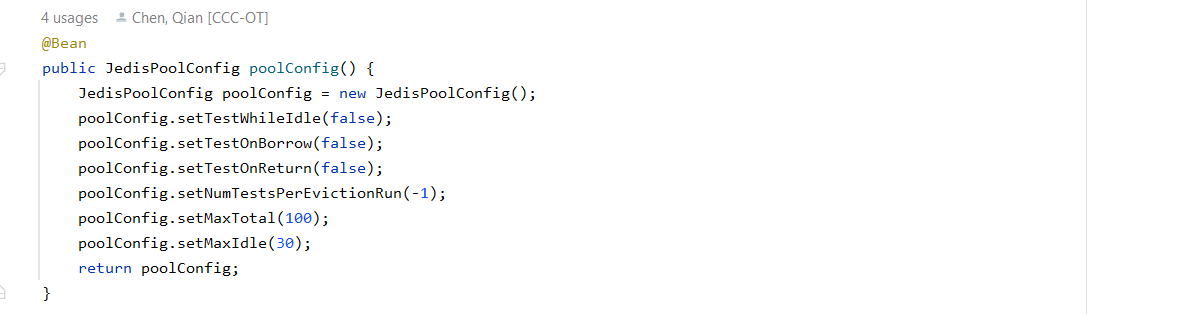 4 usages Chen, Qian [CCC-OT]
@Bean
public JedisPoolConfig poolConfig() {
JedisPoolConfig poolConfig = new JedisPoolConfig();
poolConfig.setTestWhileIdle(false);
poolConfig.setTestOnBorrow(false);
poolConfig.setTestOnReturn(false);
poolConfig.setNumTestsPerEvictionRun(-1);
poolConfig.setMaxTotal(100);
poolConfig.setMaxIdle(30);
return poolConfig;
}